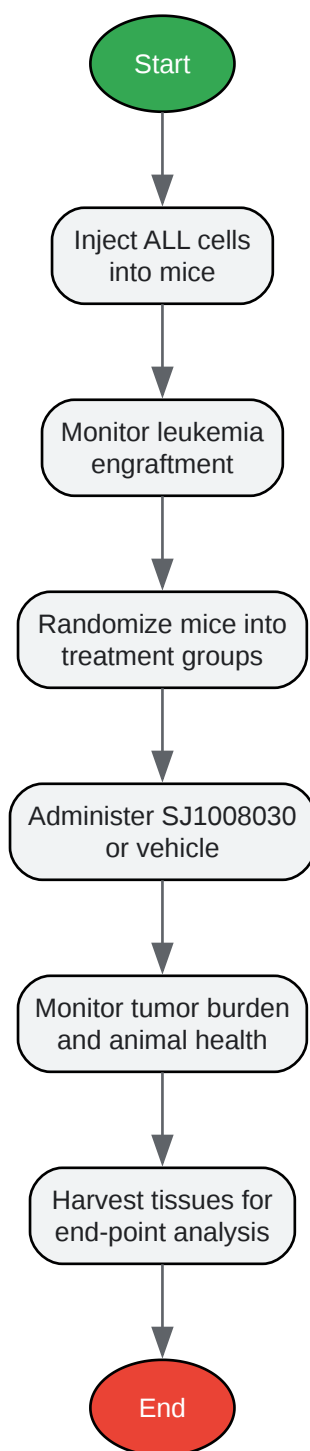 Start
Inject ALL cells
into mice
Monitor leukemia
engraftment
Randomize mice into
treatment groups
Administer SJ1008030
or vehicle
Monitor tumor burden
and animal health
Harvest tissues for
end-point analysis
End